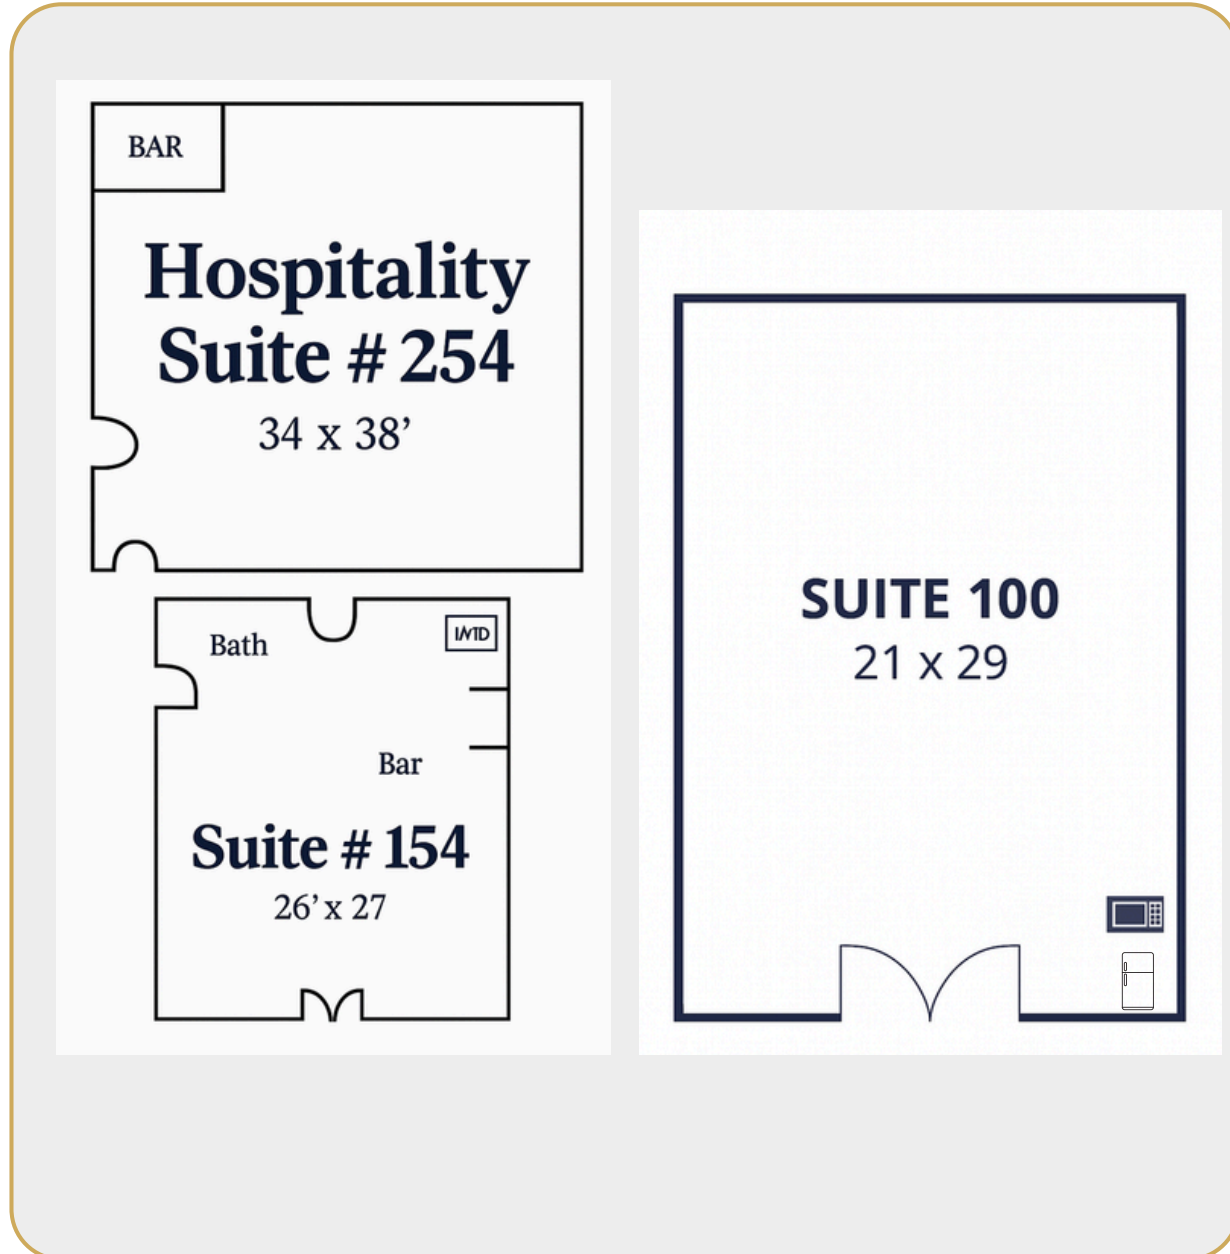 BAR
Hospitality
Suite # 254
34 x 38’
Bath
Bar
Suite # 154
26’ x 27
SUITE 100
21 x 29